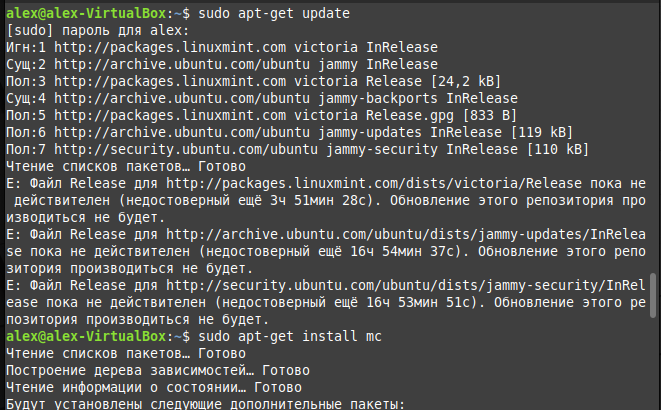 alex@alex-VirtualBox:~$ sudo apt-get update
[sudo] пароль для alex:
Игн:1 http://packages.linuxmint.com victoria InRelease
Сущ:2 http://archive.ubuntu.com/ubuntu jammy InRelease
Пол:3 http://packages.linuxmint.com victoria Release [24,2 kB]
Сущ:4 http://archive.ubuntu.com/ubuntu jammy-backports InRelease
Пол:5 http://packages.linuxmint.com victoria Release.gpg [833 B]
Пол:6 http://archive.ubuntu.com/ubuntu jammy-updates InRelease [119 kB]
Пол:7 http://security.ubuntu.com/ubuntu jammy-security InRelease [110 kB]
Чтение списков пакетов… Готово
E: Файл Release для http://packages.linuxmint.com/dists/victoria/Release пока не
 действителен (недостоверный ещё 3ч 51мин 28с). Обновление этого репозитория про
изводиться не будет.
E: Файл Release для http://archive.ubuntu.com/ubuntu/dists/jammy-updates/InRelea
se пока не действителен (недостоверный ещё 16ч 54мин 37с). Обновление этого репо
зитория производиться не будет.
E: Файл Release для http://security.ubuntu.com/ubuntu/dists/jammy-security/InRel
ease пока не действителен (недостоверный ещё 16ч 53мин 51с). Обновление этого ре
позитория производиться не будет.
alex@alex-VirtualBox:~$ sudo apt-get install mc
Чтение списков пакетов… Готово
Построение дерева зависимостей… Готово
Чтение информации о состоянии… Готово
Будут установлены следующие дополнительные пакеты: